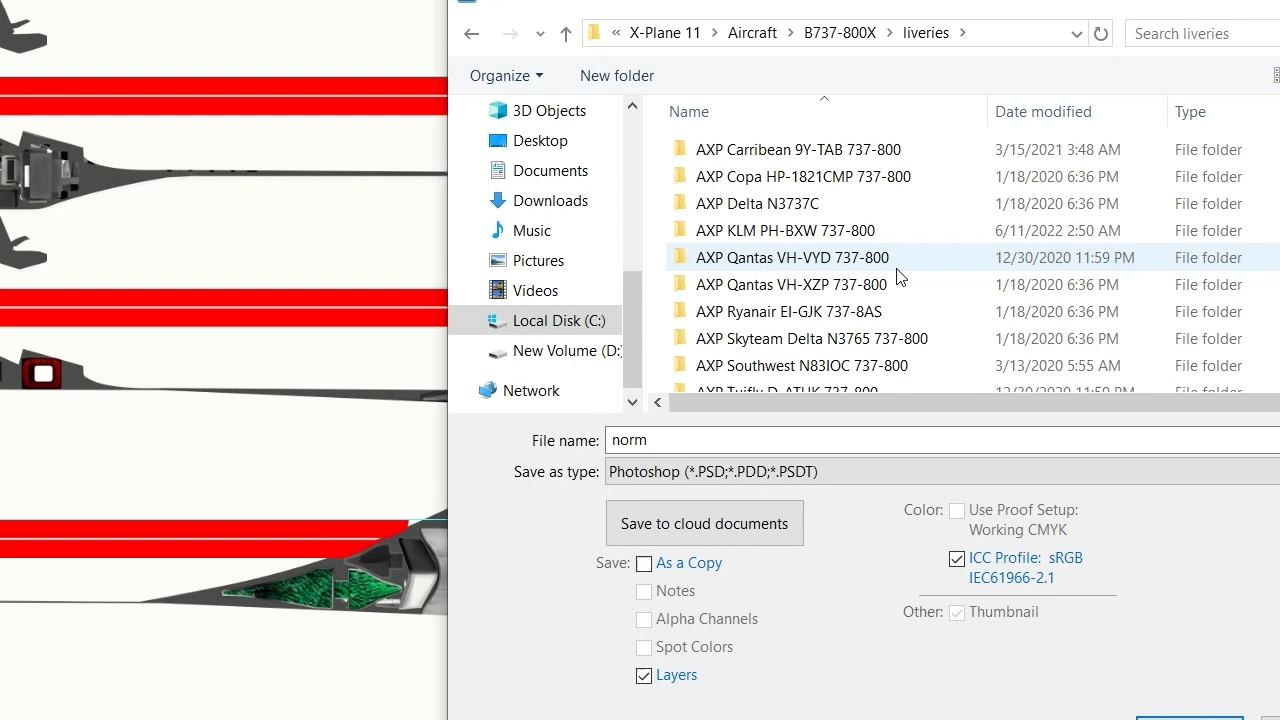 « X-Plane 11 > Aircraft > B737-800X > liveries >
Search liveries
Organize
New folder
3D Objects
Desktop
Documents
Downloads
Music
Pictures
Videos
Local Disk (C:)
New Volume (D:
Network
Name Date modified Type
AXP Caribean 9Y-TAB 737-800 3/15/2021 3:48 AM File folder
AXP Copa HP-1821CMP 737-800 1/18/2020 6:36 PM File folder
AXP Delta N3737C 1/18/2020 6:36 PM File folder
AXP KLM PH-BXW 737-800 6/11/2022 2:50 AM File folder
AXP Qantas VH-VYD 737-800 12/30/2020 11:59 PM File folder
AXP Qantas VH-XZP 737-800 1/18/2020 6:36 PM File folder
AXP Ryanair EI-GJK 737-8AS 1/18/2020 6:36 PM File folder
AXP Skyteam Delta N3765 737-800 1/18/2020 6:36 PM File folder
AXP Southwest N83IOC 737-800 3/13/2020 5:55 AM File folder
File name: norm
Save as type: Photoshop (*.PSD;*.PDD;*.PSDT)
Save to cloud documents
Save: As a Copy
Notes
Alpha Channels
Spot Colors
Layers
Color: Use Proof Setup:
Working CMYK
ICC Profile: sRGB
IEC61966-2.1
Other: Thumbnail